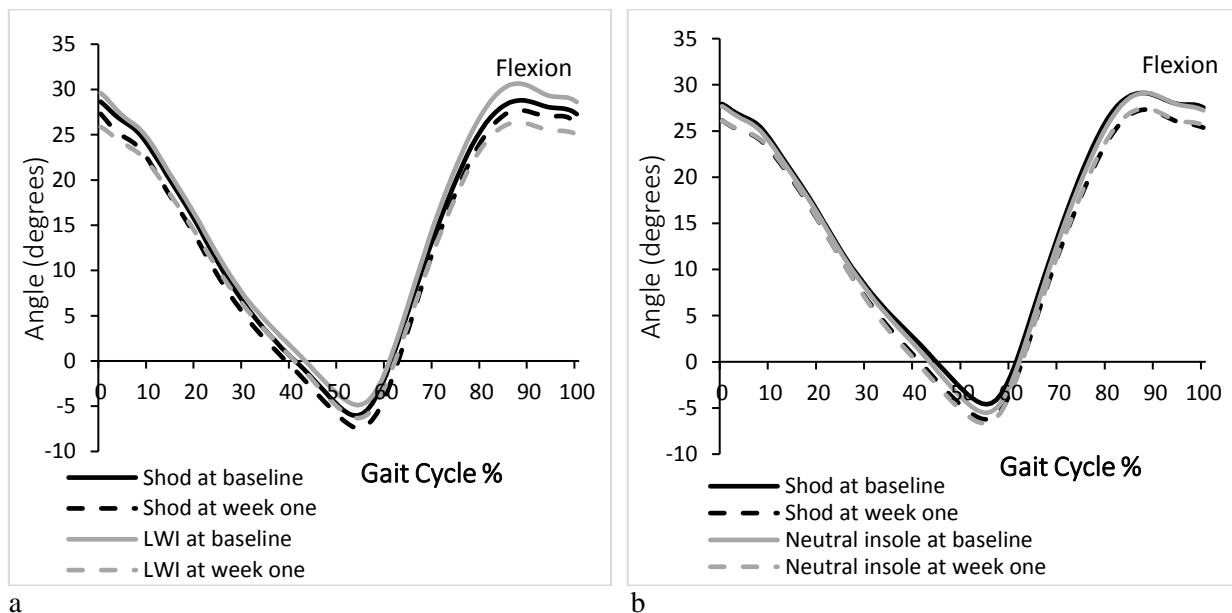 35
30
25
20
15
10
5
0
-5
-10
Angle (degrees)
Flexion
0 10 20 30 40 50 60 70 80 90 100
Gait Cycle %
Shod at baseline
Shod at week one
LWI at baseline
LWI at week one
a
35
30
25
20
15
10
5
0
-5
-10
Angle (degrees)
Flexion
0 10 20 30 40 50 60 70 80 90 100
Gait Cycle %
Shod at baseline
Shod at week one
Neutral insole at baseline
Neutral insole at week one
b